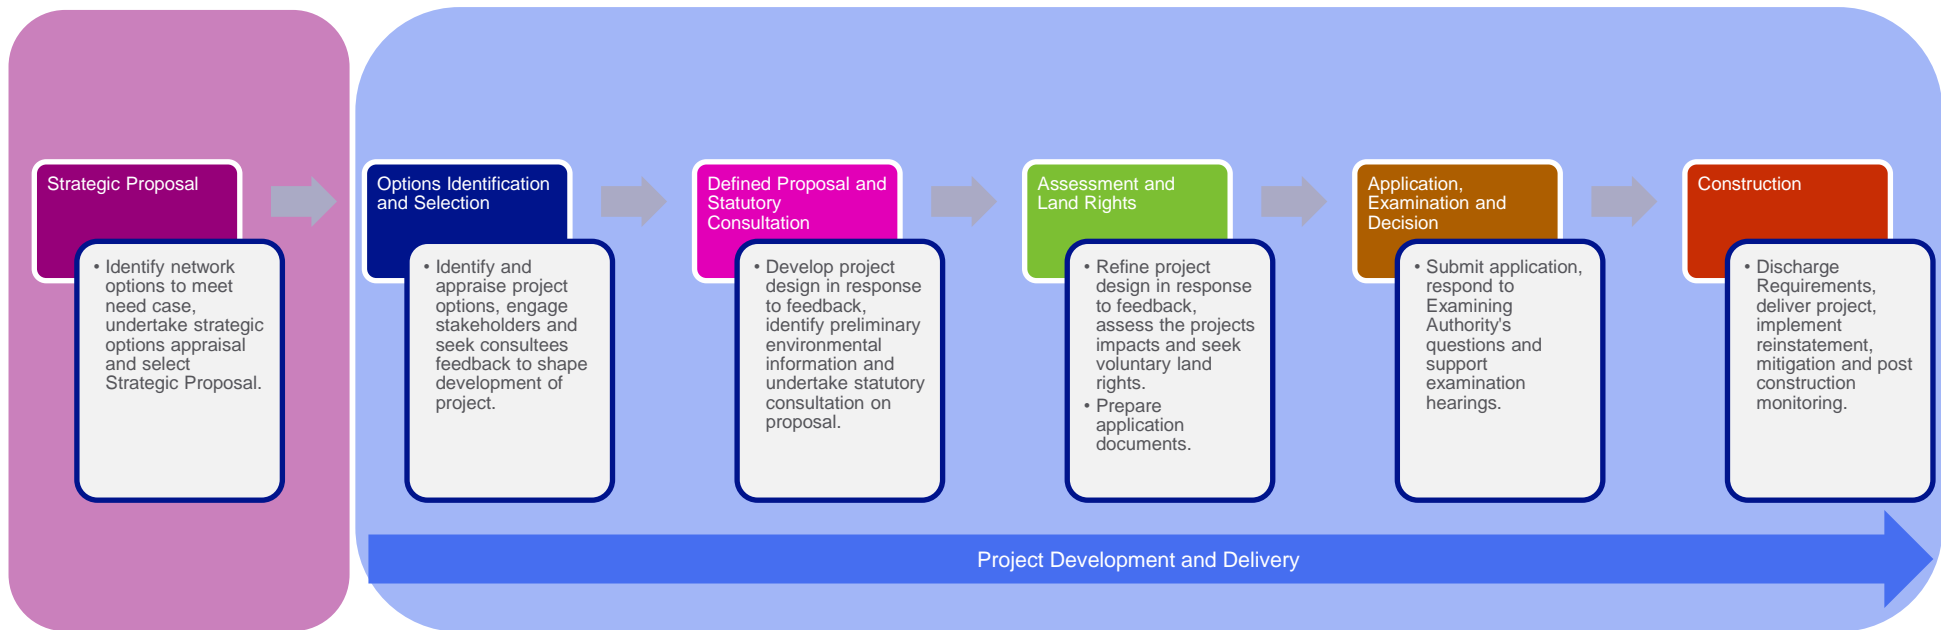 Strategic Proposal
• Identify network
options to meet
need case,
undertake strategic
options appraisal
and select
Strategic Proposal.
Options Identification
and Selection
• Identify and
appraise project
options, engage
stakeholders and
seek consultees
feedback to shape
development of
project.
Defined Proposal and
Statutory
Consultation
• Develop project
design in response
to feedback,
identify preliminary
environmental
information and
undertake statutory
consultation on
proposal.
Assessment and
Land Rights
• Refine project
design in response
to feedback,
assess the projects
impacts and seek
voluntary land
rights.
• Prepare
application
documents.
Application,
Examination and
Decision
• Submit application,
respond to
Examining
Authority's
questions and
support
examination
hearings.
Construction
• Discharge
Requirements,
deliver project,
implement
reinstatement,
mitigation and post
construction
monitoring.
Project Development and Delivery